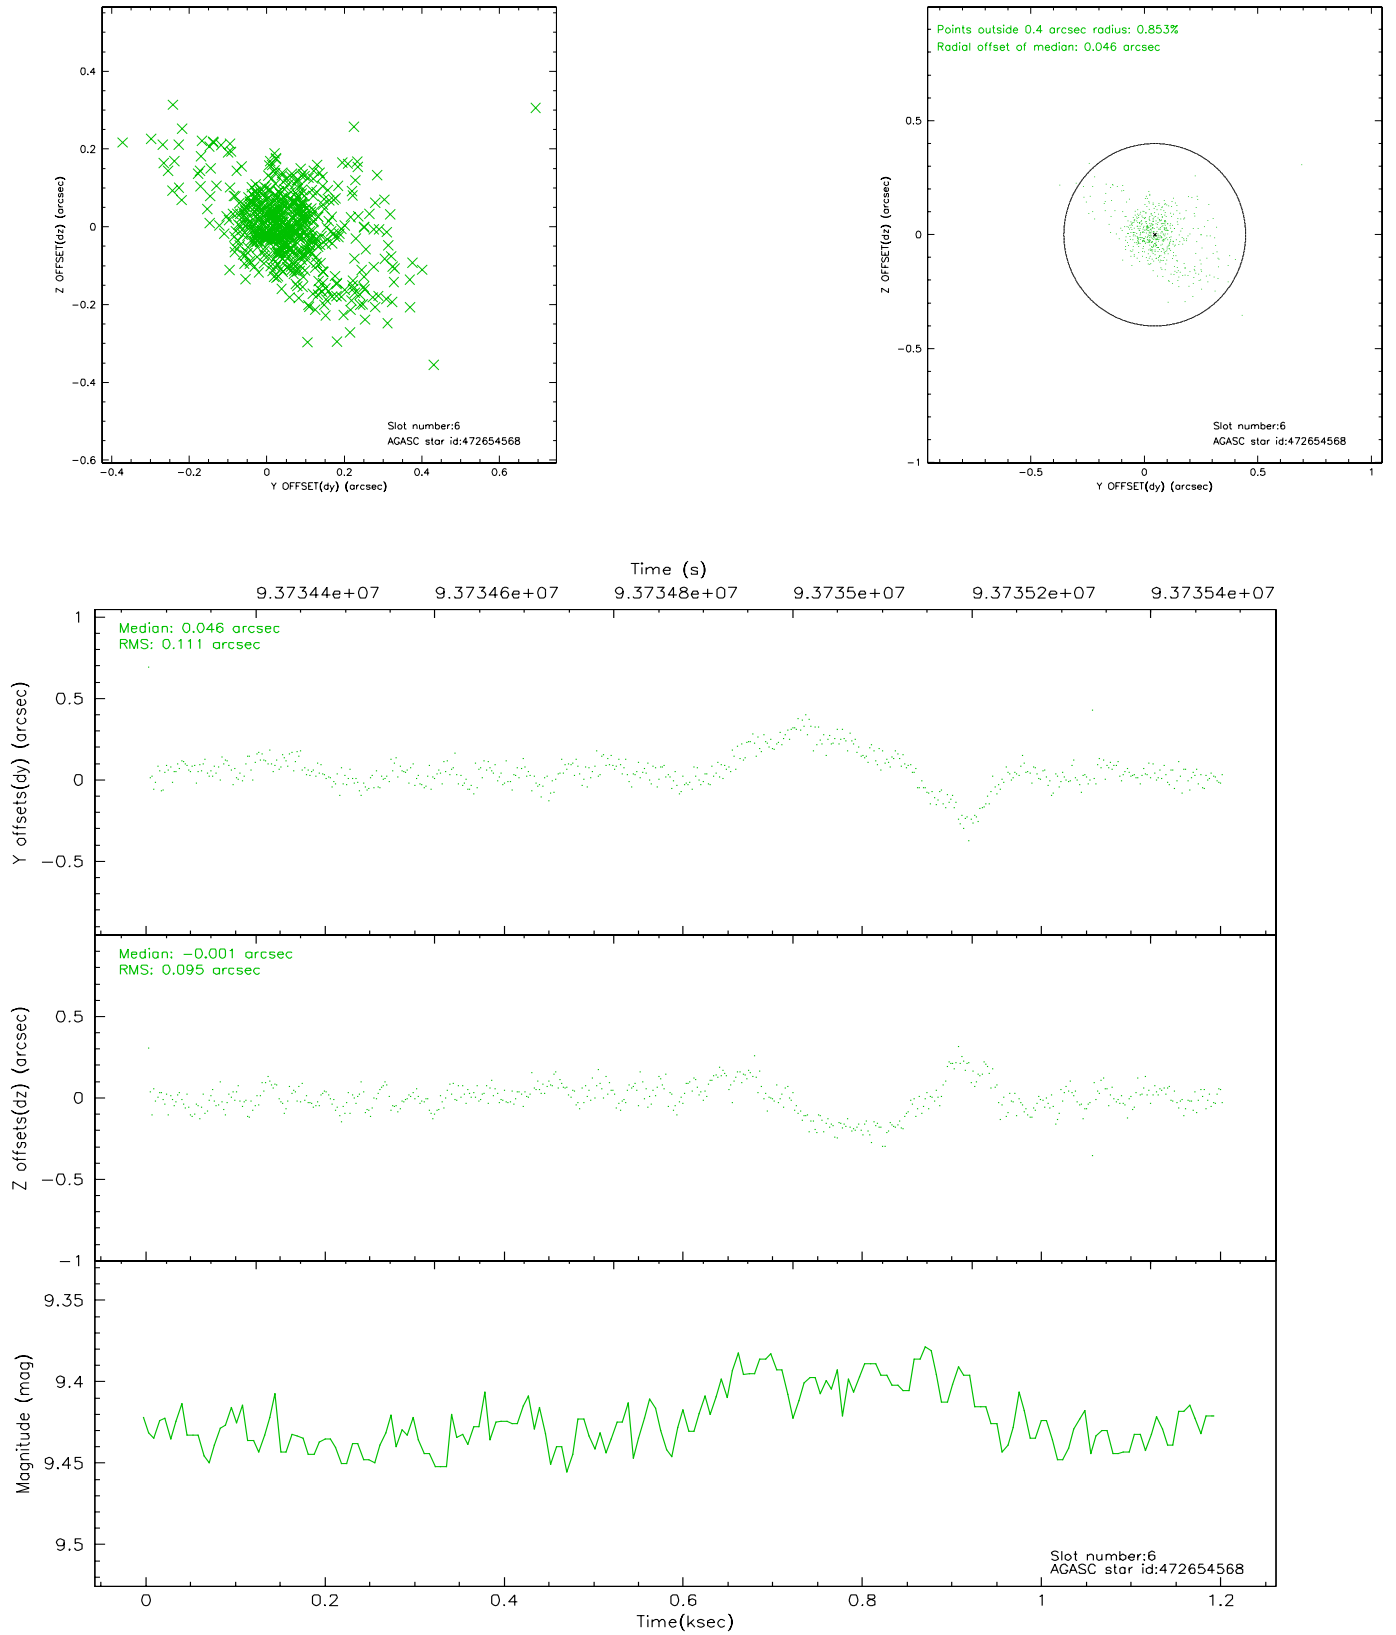 0.4
0.2
0
−0.2
−0.4
−0.6
Z OFFSET(dz) (arcsec)
Slot number:6
AGASC star id:472654568
−0.4 −0.2 0 0.2 0.4 0.6
Y OFFSET(dy) (arcsec)
Points outside 0.4 arcsec radius: 0.853%
Radial offset of median: 0.046 arcsec
0.5
0
−0.5
−1
Z OFFSET(dz) (arcsec)
Slot number:6
AGASC star id:472654568
−0.5 0 0.5 1
Y OFFSET(dy) (arcsec)
Time (s)
9.37344e+07 9.37346e+07 9.37348e+07 9.3735e+07 9.37352e+07 9.37354e+07
Median: 0.046 arcsec
RMS: 0.111 arcsec
1
0.5
0
−0.5
Y offsets(dy) (arcsec)
Median: −0.001 arcsec
RMS: 0.095 arcsec
0.5
0
−0.5
−1
Z offsets(dz) (arcsec)
9.35
9.4
9.45
9.5
Magnitude (mag)
Slot number:6
AGASC star id:472654568
0 0.2 0.4 0.6 0.8 1 1.2
Time(ksec)